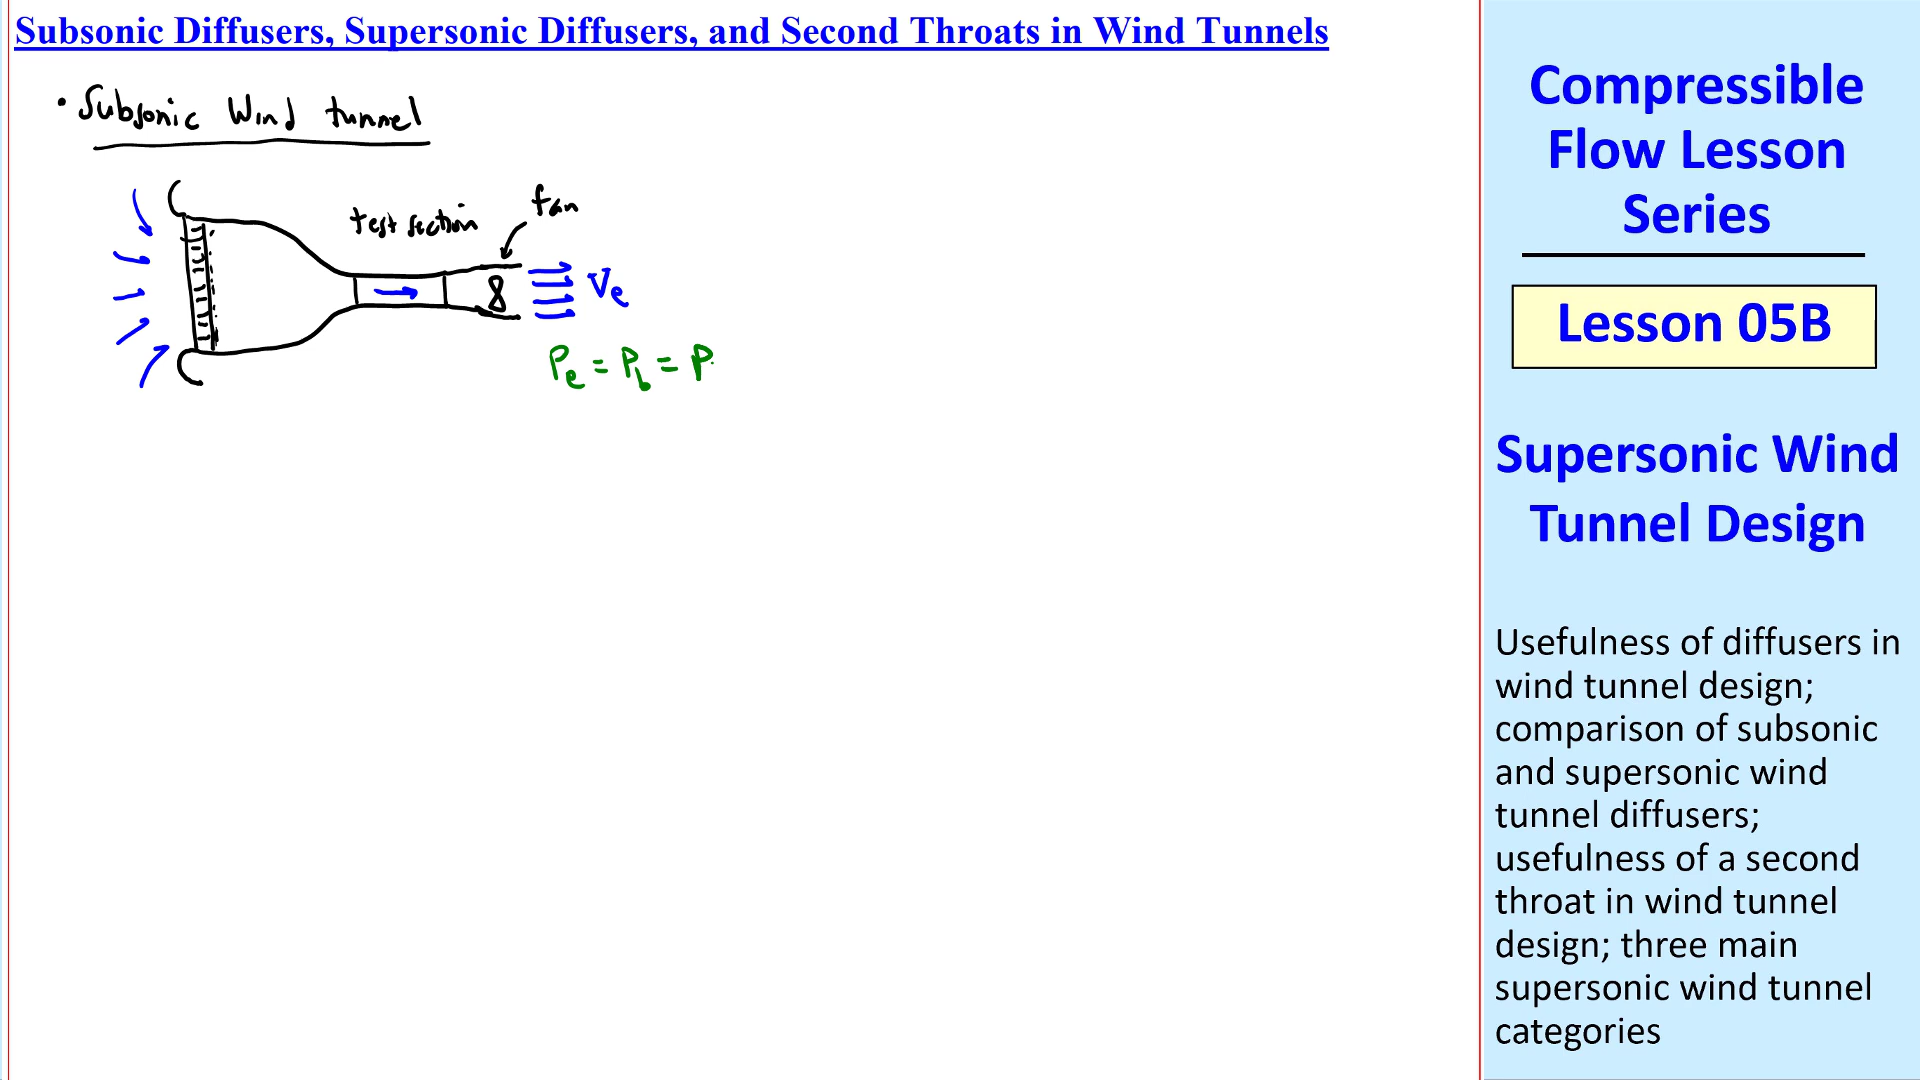 Subsonic Diffusers, Supersonic Diffusers, and Second Throats in Wind Tunnels
• Subsonic Wind tunnel
test section
fan
Ve
Pe = Pb = P
Compressible
Flow Lesson
Series
Lesson 05B
Supersonic Wind
Tunnel Design
Usefulness of diffusers in
wind tunnel design;
comparison of subsonic
and supersonic wind
tunnel diffusers;
usefulness of a second
throat in wind tunnel
design; three main
supersonic wind tunnel
categories